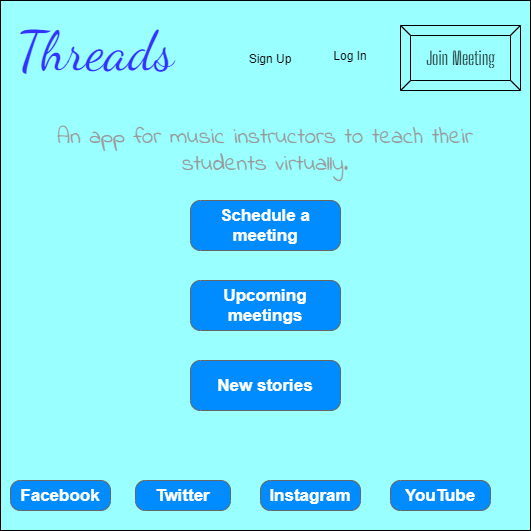 Threads
Sign Up
Log In
Join Meeting
An app for music instructors to teach their
students virtually.
Schedule a
meeting
Upcoming
meetings
New stories
Facebook
Twitter
Instagram
YouTube